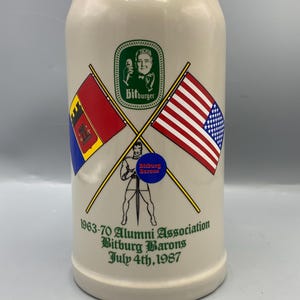 Bitburger
Bitburg
Barons
1963-70 Alumni Association
Bitburg Barons
July 4th, 1987